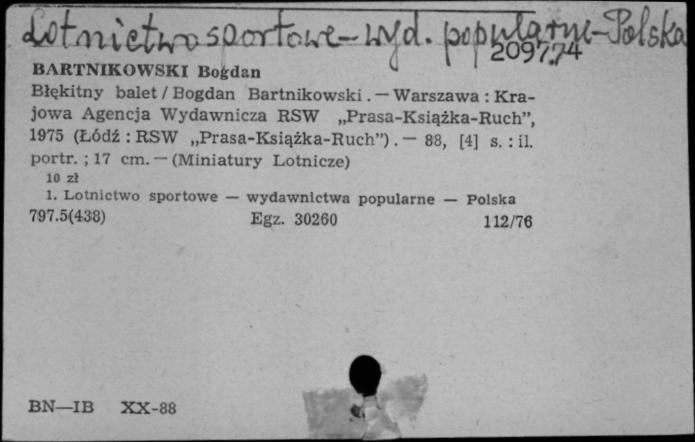 Lotnictwo sportowe – wyd. popularne – Polska
209774
BARTNIKOWSKI Bogdan
Błękitny balet / Bogdan Bartnikowski. — Warszawa : Kra-
jowa Agencja Wydawnicza RSW „Prasa-Książka-Ruch”,
1975 (Łódź : RSW „Prasa-Książka-Ruch”). — 88, [4] s. : il.
portr. ; 17 cm. — (Miniatury Lotnicze)
10 zł
1. Lotnictwo sportowe — wydawnictwa popularne — Polska
797.5(438) Egz. 30260 112/76
BN—IB XX-88